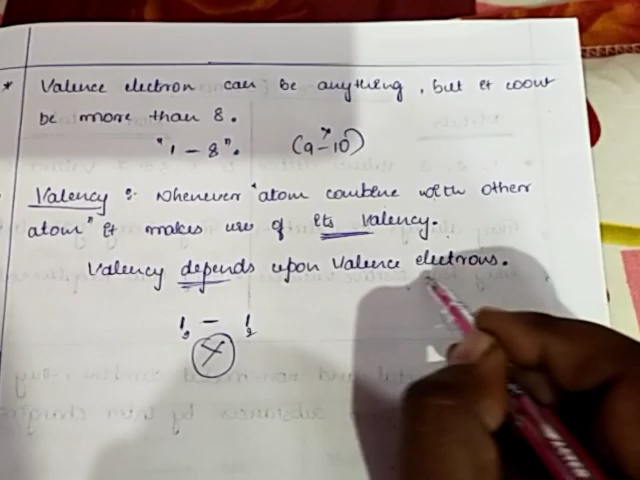 * Valence electron can be anything, but it wont
be more than 8.
"1 - 8". (9-10)
x
Valency :- Whenever "atom combine with other
atom" it makes use of its valency.
Valency depends upon Valence electrons.